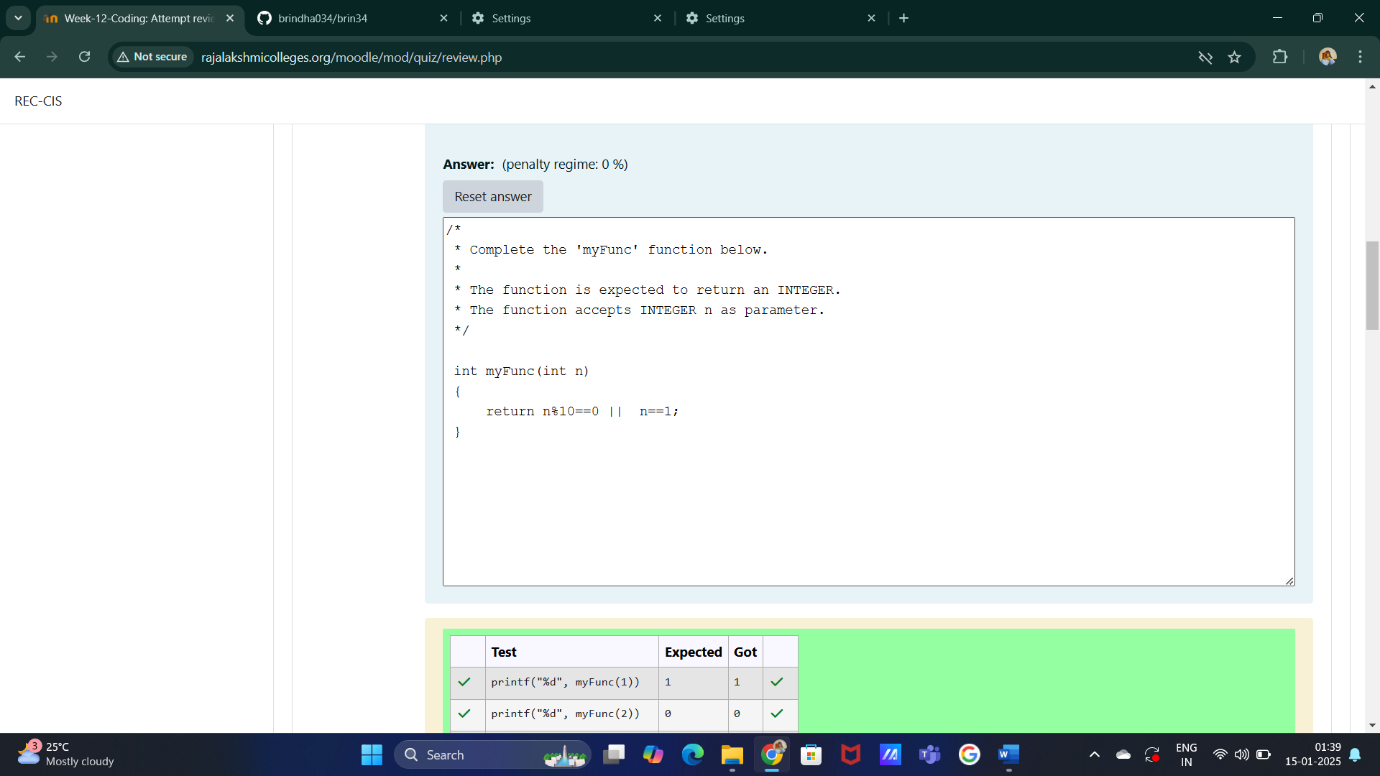 Week-12-Coding: Attempt revie
brindha034/brin34
Settings
Settings
Not secure
rajalakshmicolleges.org/moodle/mod/quiz/review.php
REC-CIS
Answer: (penalty regime: 0 %)
Reset answer
/*
* Complete the 'myFunc' function below.
*
* The function is expected to return an INTEGER.
* The function accepts INTEGER n as parameter.
*/
int myFunc(int n)
{
return n%10==0 || n==1;
}
Test Expected Got
printf("%d", myFunc(1)) 1 1
printf("%d", myFunc(2)) 0 0
3
25°C
Mostly cloudy
Search
ENG
IN
01:39
15-01-2025